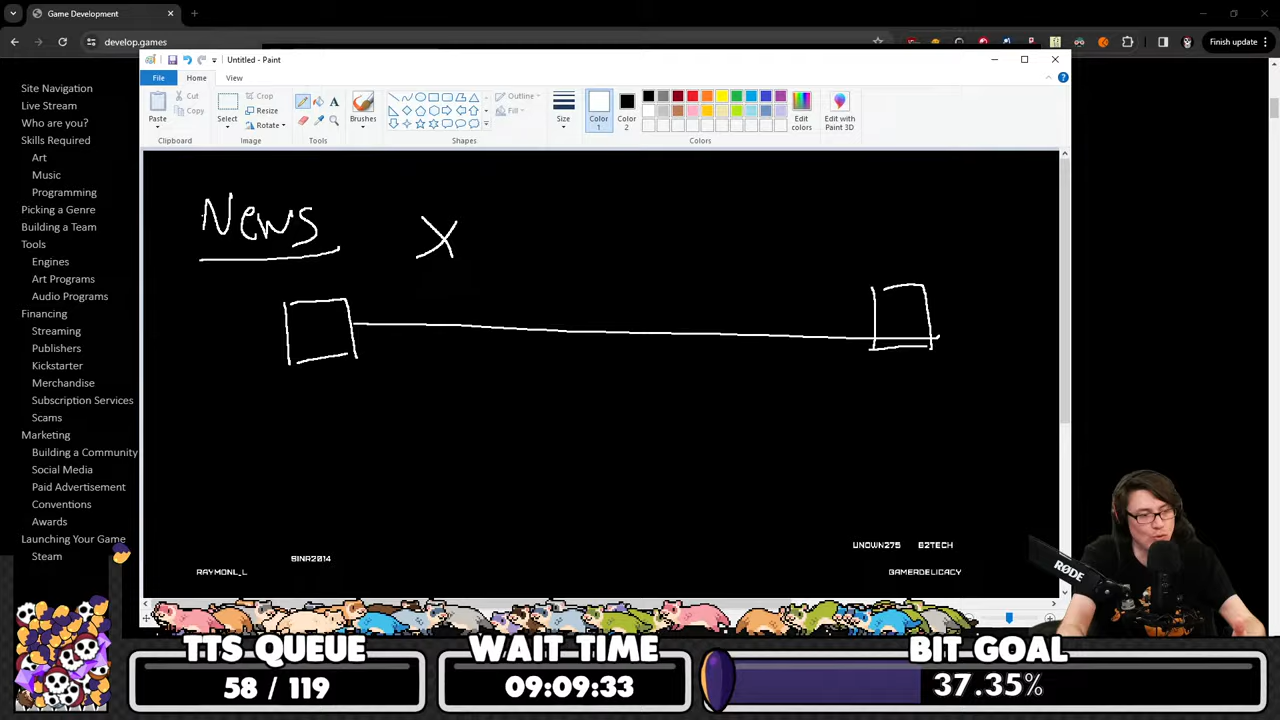 Game Development
develop.games
Finish update
Site Navigation
Live Stream
Who are you?
Skills Required
Art
Music
Programming
Picking a Genre
Building a Team
Tools
Engines
Art Programs
Audio Programs
Financing
Streaming
Publishers
Kickstarter
Merchandise
Subscription Services
Scams
Marketing
Building a Community
Social Media
Paid Advertisement
Conventions
Awards
Launching Your Game
Steam
Untitled - Paint
File Home View
Paste
Cut
Copy
Clipboard
Select
Crop
Resize
Rotate
Image
A
Tools
Brushes
Outline
Fill
Shapes
Size
Color 1
Color 2
Edit colors
Edit with Paint 3D
Colors
News X
UNOWN275 B2TECH
RAYMONL_L
GAMERDELICACY
RØDE
TTS QUEUE
58 / 119
WAIT TIME
09:09:33
BIT GOAL
37.35%